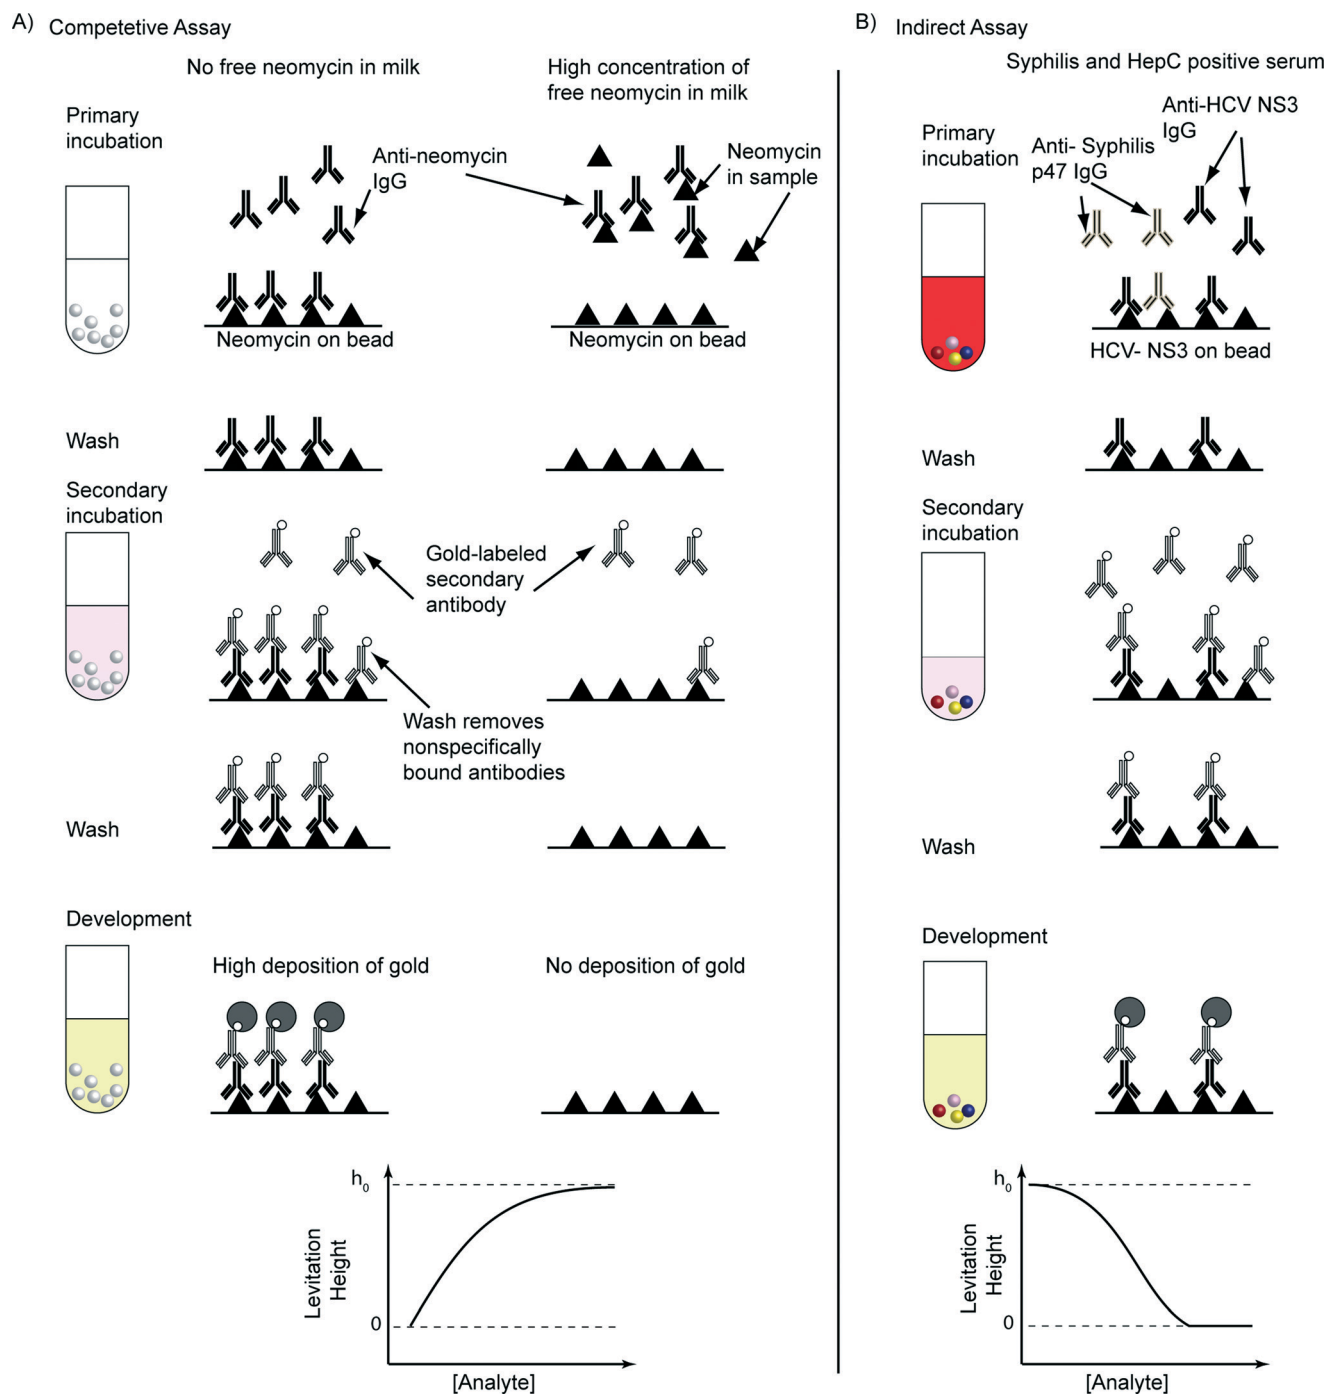 A) Competetive Assay
No free neomycin in milk
High concentration of
free neomycin in milk
Primary
incubation
Anti-neomycin
IgG
Neomycin
in sample
Neomycin on bead
Neomycin on bead
Wash
Secondary
incubation
Gold-labeled
secondary
antibody
Wash removes
nonspecifically
bound antibodies
Wash
Development
High deposition of gold
No deposition of gold
h₀
Levitation
Height
0
[Analyte]
B) Indirect Assay
Syphilis and HepC positive serum
Anti-HCV NS3
IgG
Primary
incubation
Anti- Syphilis
p47 IgG
HCV- NS3 on bead
Wash
Secondary
incubation
Wash
Development
h₀
Levitation
Height
0
[Analyte]